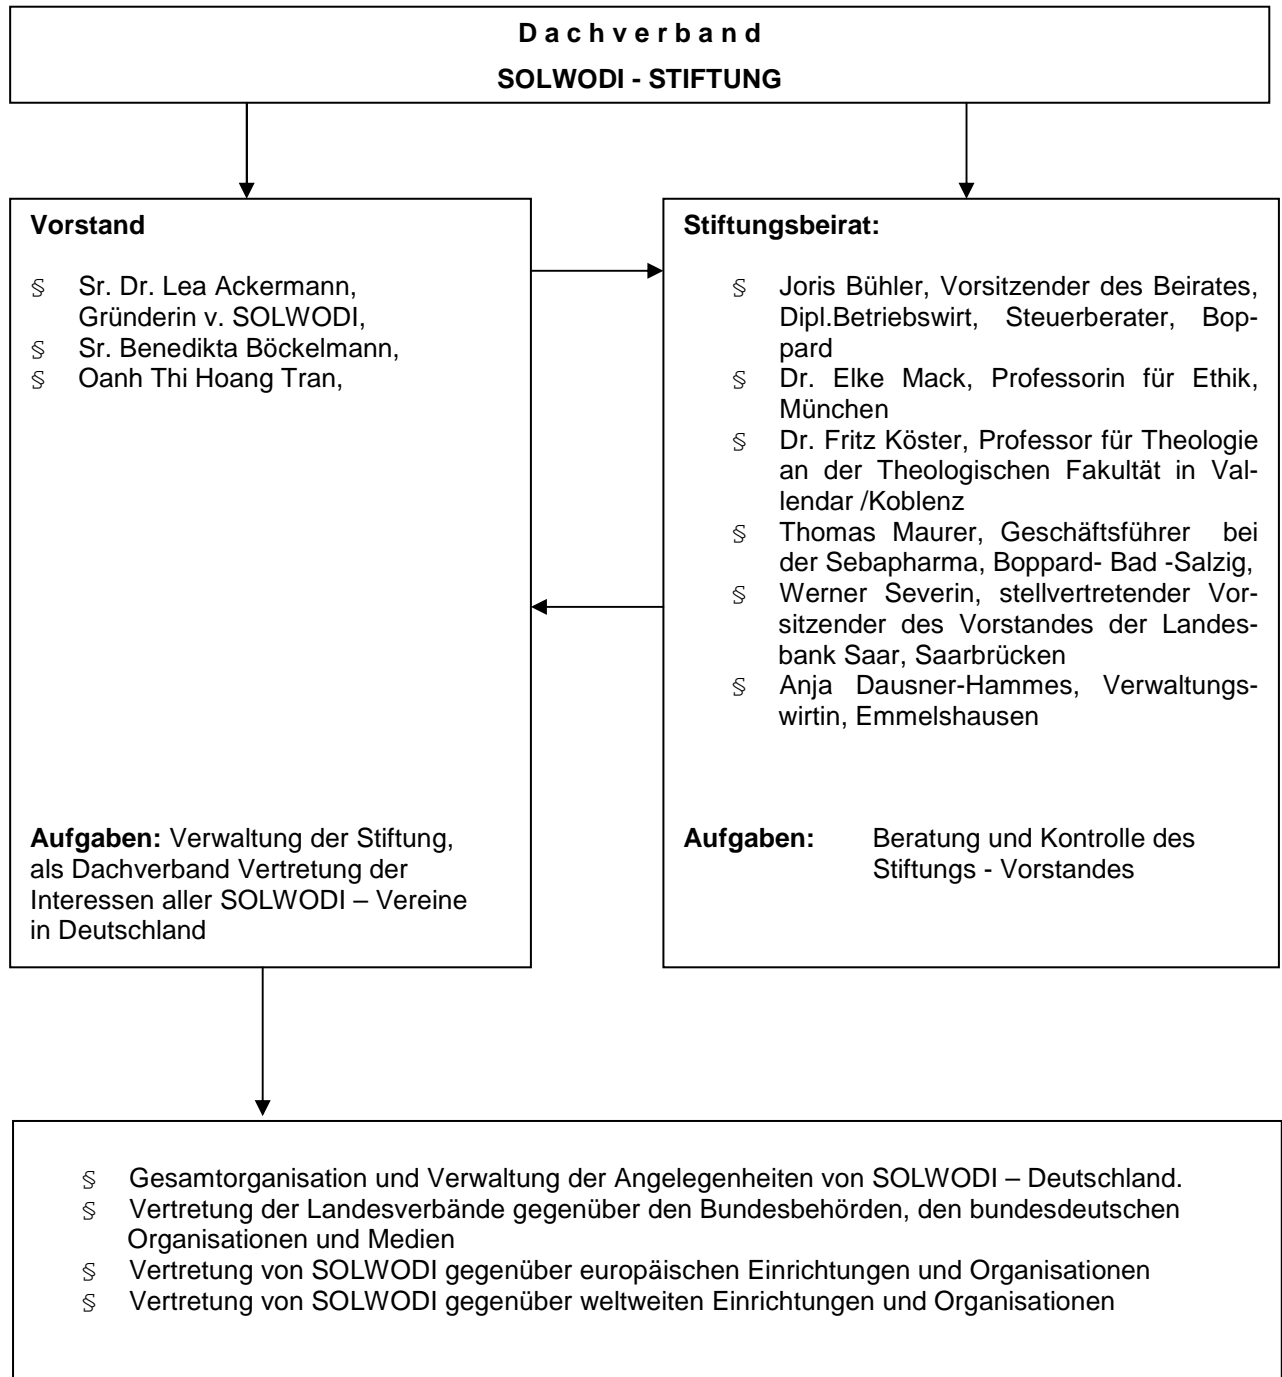 D a c h v e r b a n d
SOLWODI - STIFTUNG
Vorstand
§ Sr. Dr. Lea Ackermann,
Gründerin v. SOLWODI,
§ Sr. Benedikta Böckelmann,
§ Oanh Thi Hoang Tran,
Aufgaben: Verwaltung der Stiftung,
als Dachverband Vertretung der
Interessen aller SOLWODI – Vereine
in Deutschland
Stiftungsbeirat:
§ Joris Bühler, Vorsitzender des Beirates,
Dipl.Betriebswirt, Steuerberater, Bop-
pard
§ Dr. Elke Mack, Professorin für Ethik,
München
§ Dr. Fritz Köster, Professor für Theologie
an der Theologischen Fakultät in Val-
lendar /Koblenz
§ Thomas Maurer, Geschäftsführer bei
der Sebapharma, Boppard- Bad -Salzig,
§ Werner Severin, stellvertretender Vor-
sitzender des Vorstandes der Landes-
bank Saar, Saarbrücken
§ Anja Dausner-Hammes, Verwaltungs-
wirtin, Emmelshausen
Aufgaben: Beratung und Kontrolle des
Stiftungs - Vorstandes
§ Gesamtorganisation und Verwaltung der Angelegenheiten von SOLWODI – Deutschland.
§ Vertretung der Landesverbände gegenüber den Bundesbehörden, den bundesdeutschen
Organisationen und Medien
§ Vertretung von SOLWODI gegenüber europäischen Einrichtungen und Organisationen
§ Vertretung von SOLWODI gegenüber weltweiten Einrichtungen und Organisationen